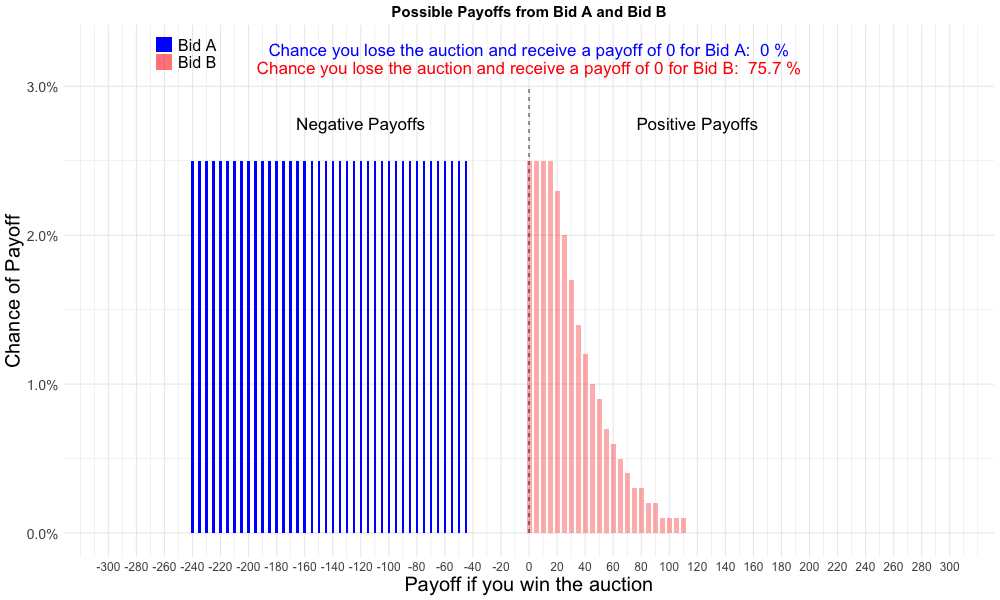 Possible Payoffs from Bid A and Bid B
Bid A
Bid B
Chance you lose the auction and receive a payoff of 0 for Bid A:  0 %
Chance you lose the auction and receive a payoff of 0 for Bid B:  75.7 %
Negative Payoffs
Positive Payoffs
Chance of Payoff
3.0%
2.0%
1.0%
0.0%
-300 -280 -260 -240 -220 -200 -180 -160 -140 -120 -100 -80 -60 -40 -20 0 20 40 60 80 100 120 140 160 180 200 220 240 260 280 300
Payoff if you win the auction